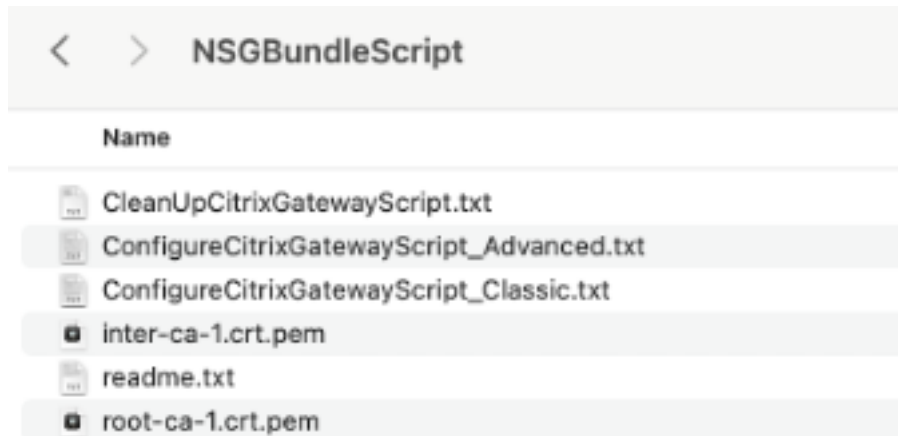 NSGBundleScript
Name
CleanUpCitrixGatewayScript.txt
ConfigureCitrixGatewayScript_Advanced.txt
ConfigureCitrixGatewayScript_Classic.txt
inter-ca-1.crt.pem
readme.txt
root-ca-1.crt.pem